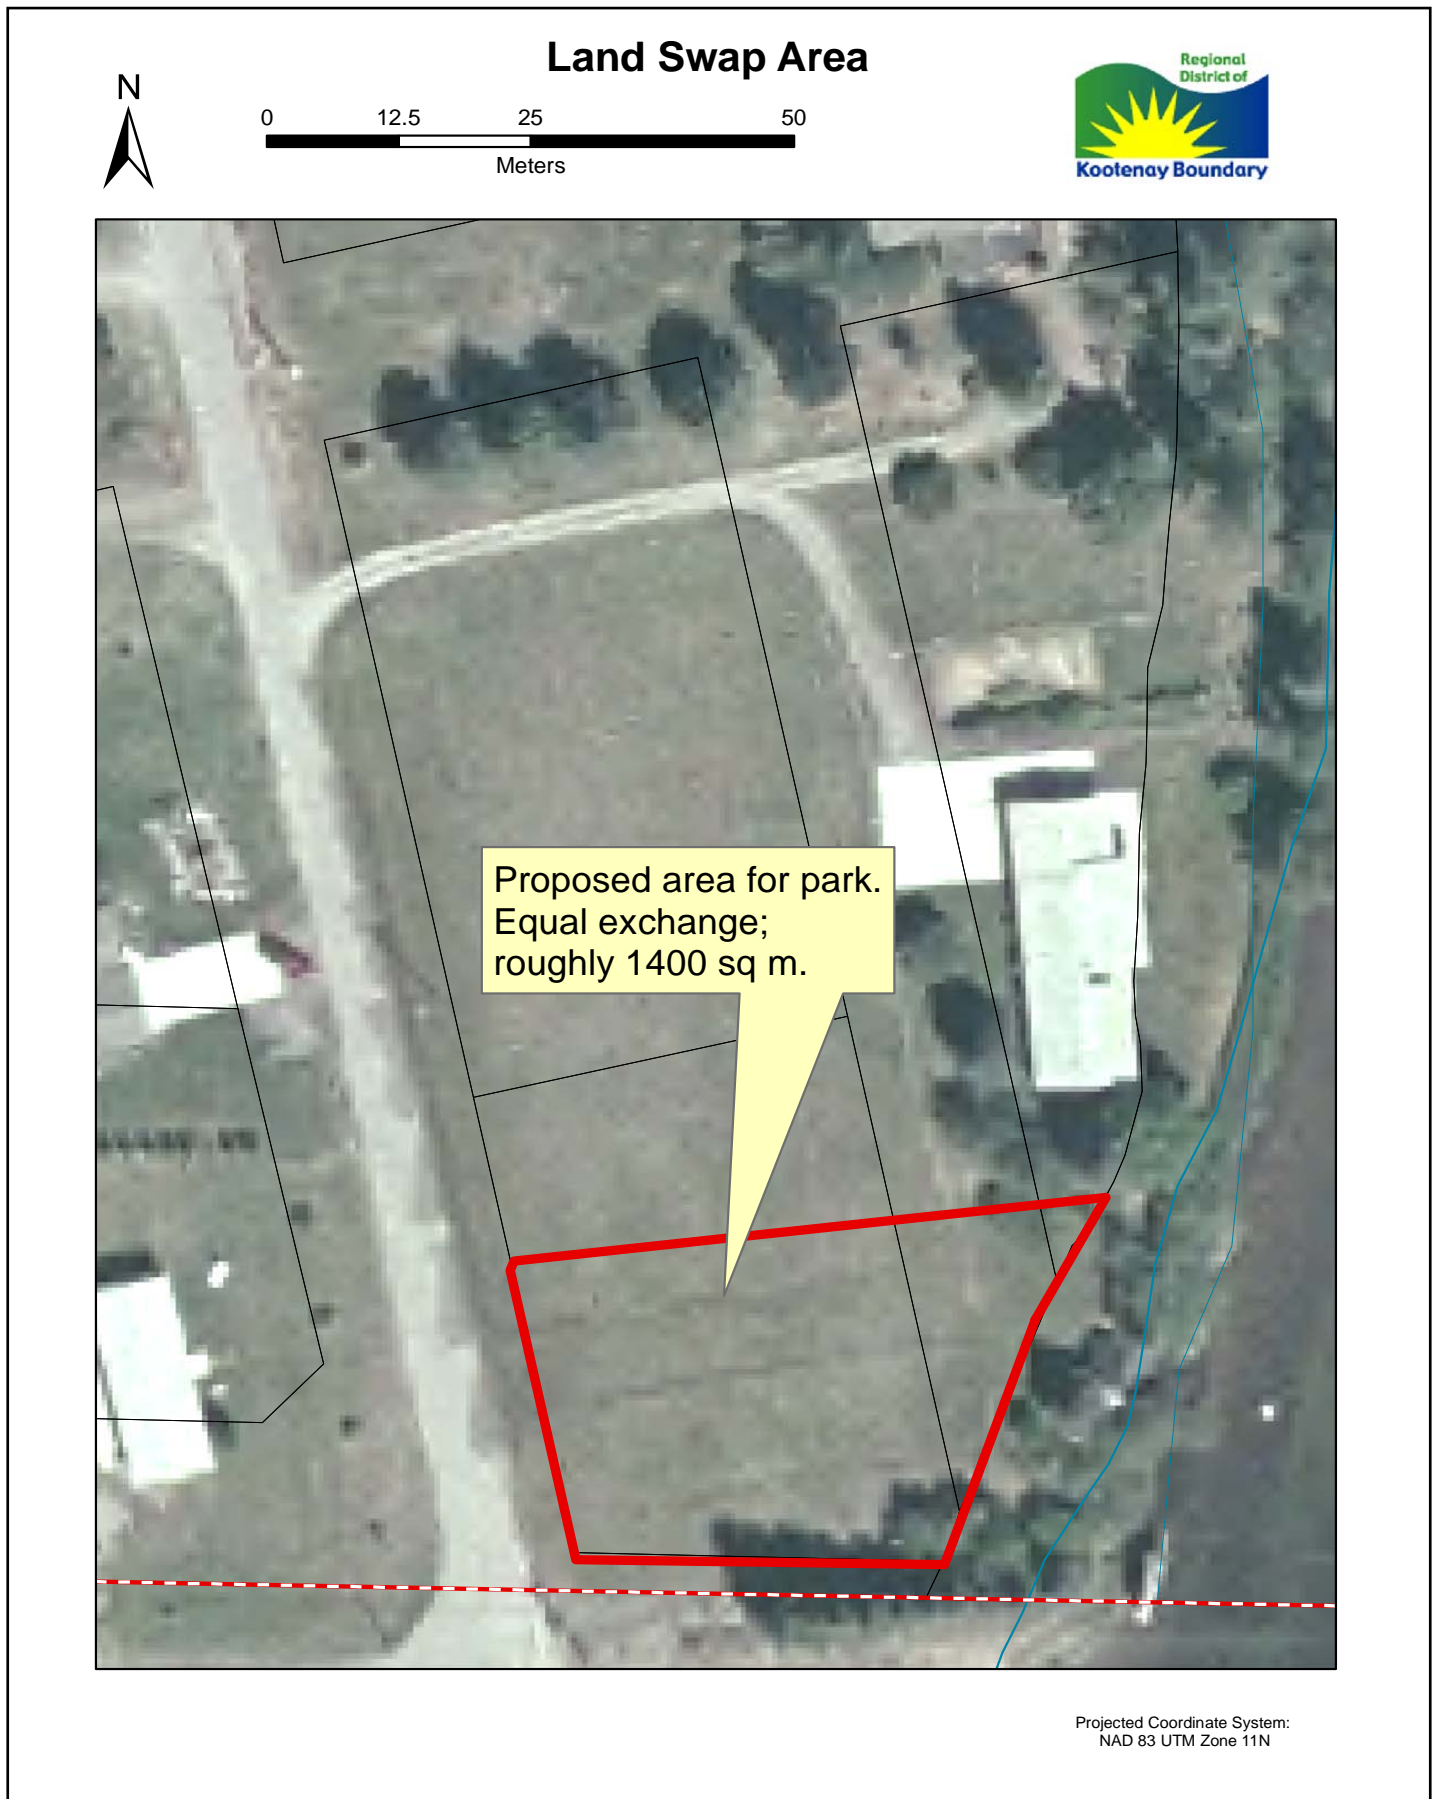 Land Swap Area
N
0 12.5 25 50
Meters
Regional
District of
Kootenay Boundary
Proposed area for park.
Equal exchange;
roughly 1400 sq m.
Projected Coordinate System:
NAD 83 UTM Zone 11N